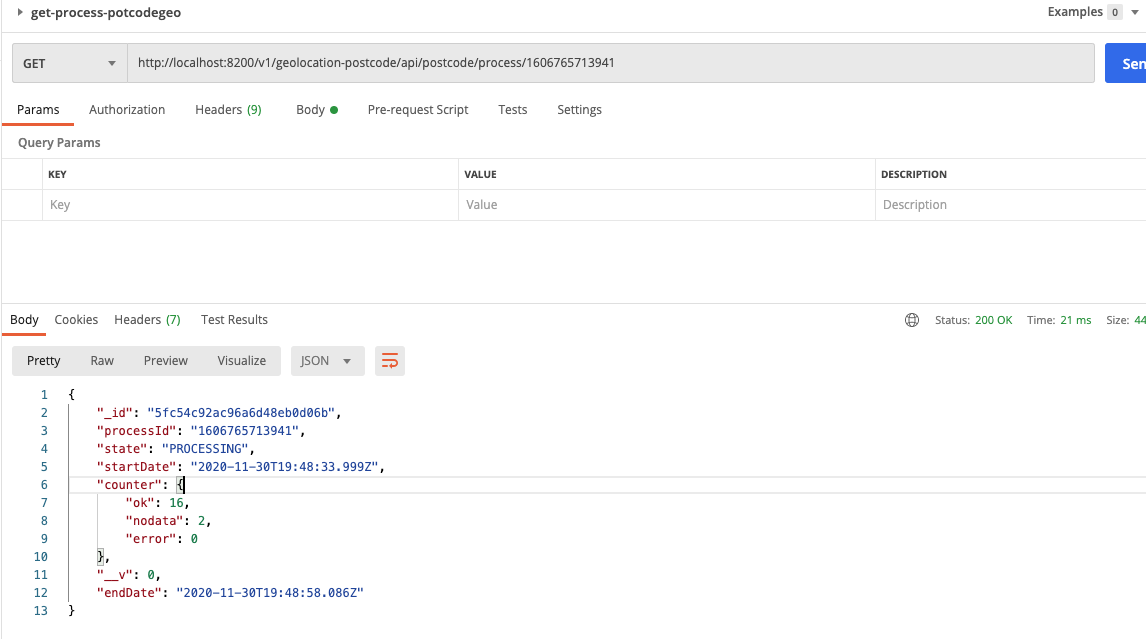 get-process-potcodegeo Examples 0
GET http://localhost:8200/v1/geolocation-postcode/api/postcode/process/1606765713941 Sen
Params Authorization Headers (9) Body Pre-request Script Tests Settings
Query Params
KEY VALUE DESCRIPTION
Key Value Description
Body Cookies Headers (7) Test Results Status: 200 OK Time: 21 ms Size: 44
Pretty Raw Preview Visualize JSON
1 {
2 "_id": "5fc54c92ac96a6d48eb0d06b",
3 "processId": "1606765713941",
4 "state": "PROCESSING",
5 "startDate": "2020-11-30T19:48:33.999Z",
6 "counter": {
7 "ok": 16,
8 "nodata": 2,
9 "error": 0
10 },
11 "__v": 0,
12 "endDate": "2020-11-30T19:48:58.086Z"
13 }